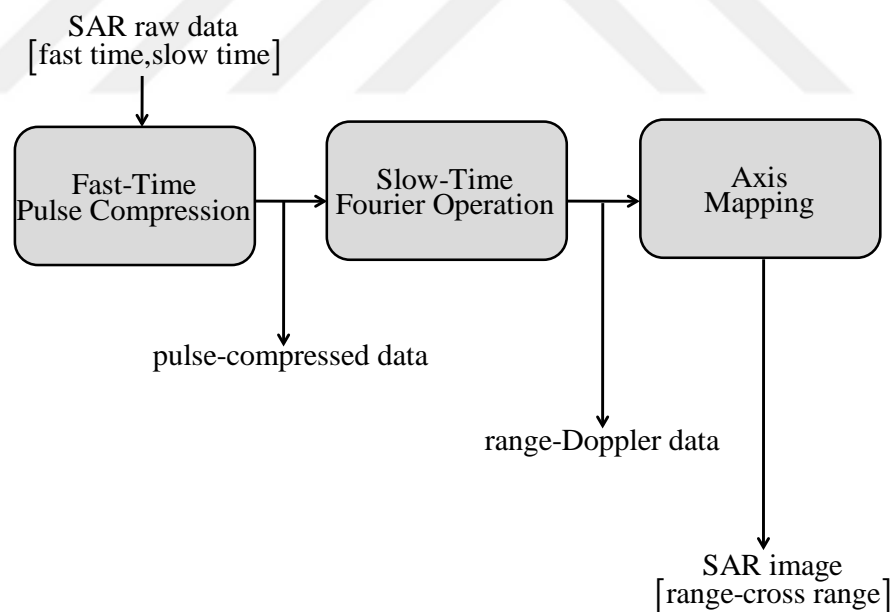 SAR raw data
[fast time,slow time]
Fast-Time
Pulse Compression
Slow-Time
Fourier Operation
Axis
Mapping
pulse-compressed data
range-Doppler data
SAR image
[range-cross range]